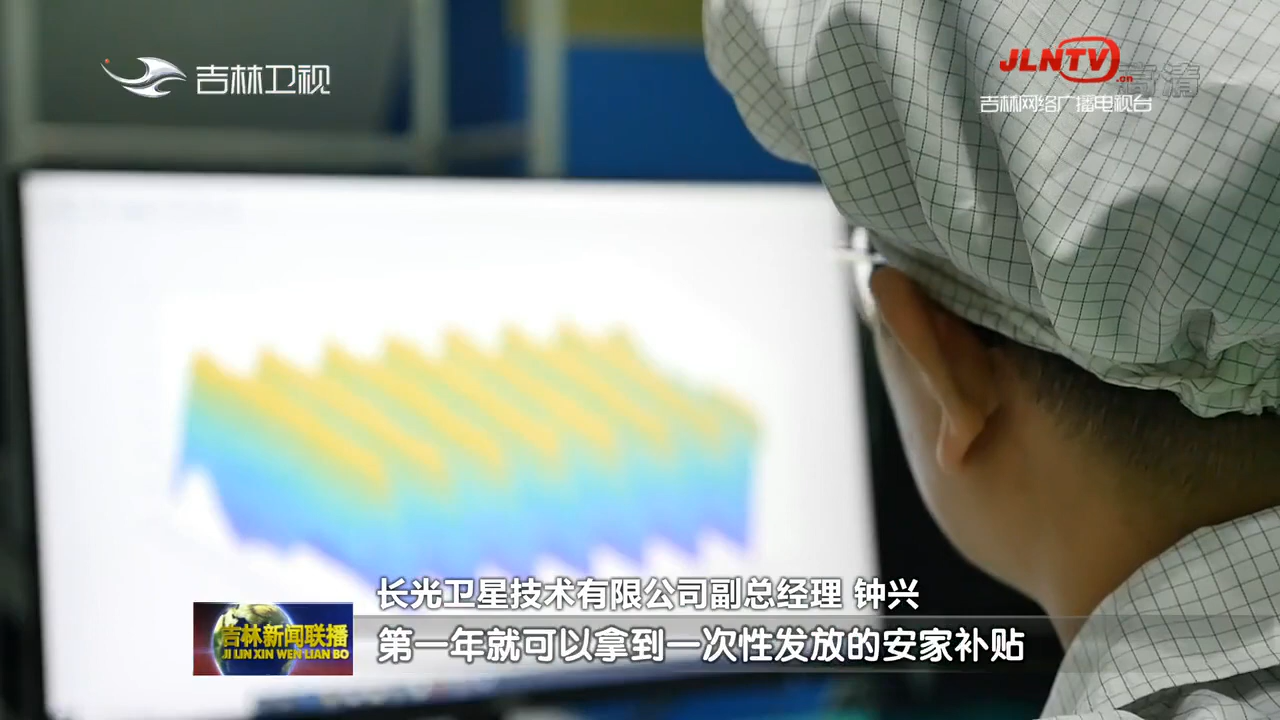 吉林卫视
JLNTV
.cn
高清
吉林网络广播电视台
长光卫星技术有限公司副总经理 钟兴
吉林新闻联播
JI LIN XIN WEN LIAN BO
第一年就可以拿到一次性发放的安家补贴